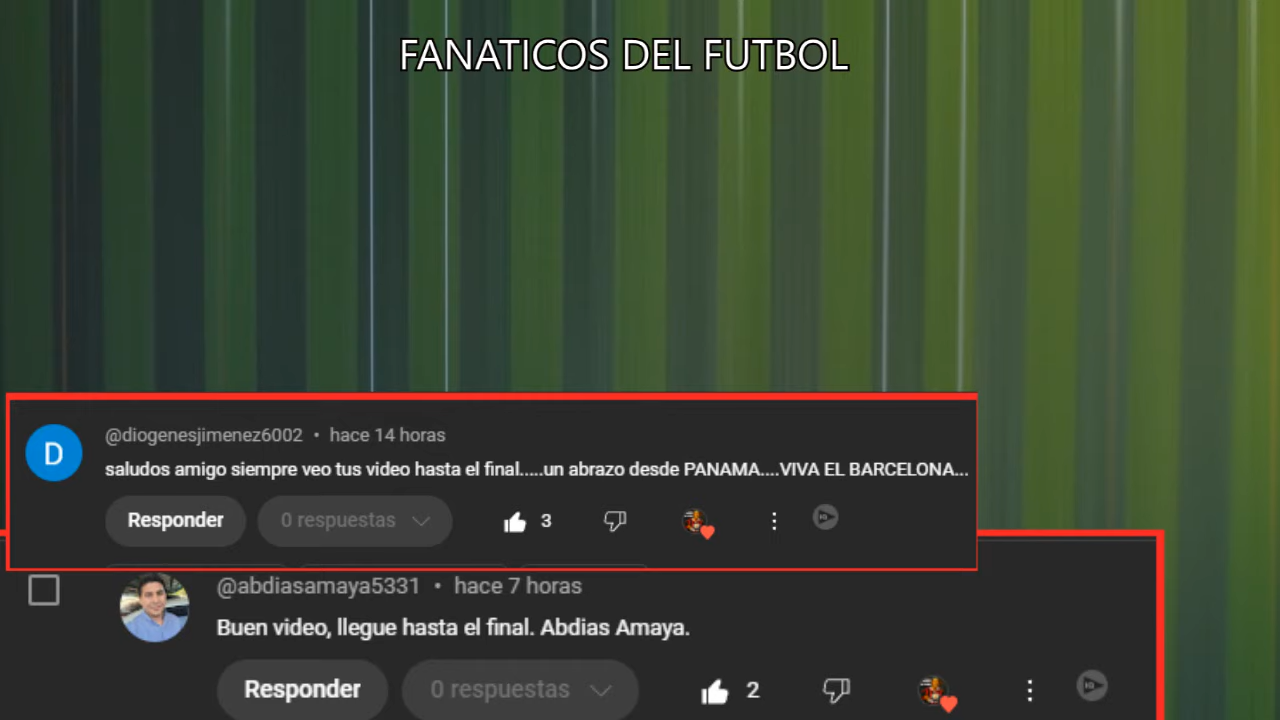 FANATICOS DEL FUTBOL
D
@diogenesjimenez6002 • hace 14 horas
saludos amigo siempre veo tus video hasta el final.....un abrazo desde PANAMA....VIVA EL BARCELONA...
Responder 0 respuestas 3
@abdiasamaya5331 • hace 7 horas
Buen video, llegue hasta el final. Abdias Amaya.
Responder 0 respuestas 2